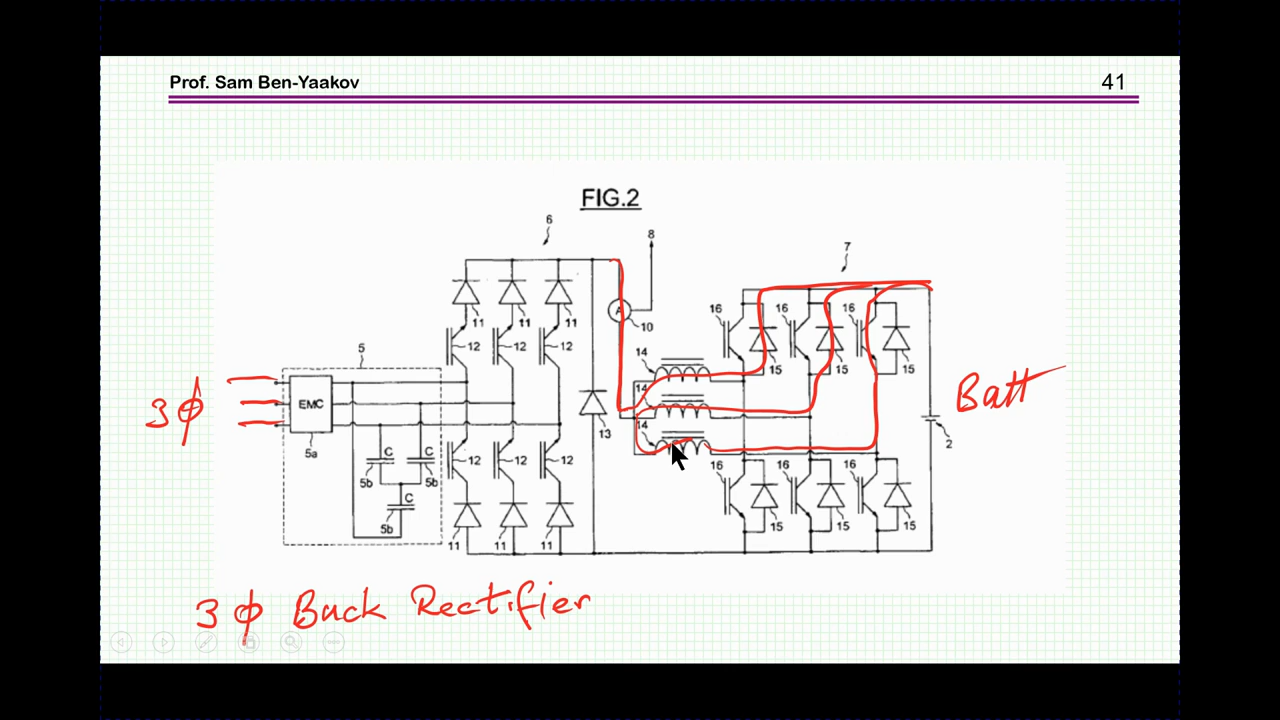 Prof. Sam Ben-Yaakov 41
FIG.2
6
8
7
A
10
11 11 11
12 12 12
16 16 16
15 15
14
14
14
5
3ϕ
EMC
5a
13
Batt
2
C C
5b 5b
C
5b
12 12 12
16 16 16
15 15 15
11 11 11
3ϕ Buck Rectifier